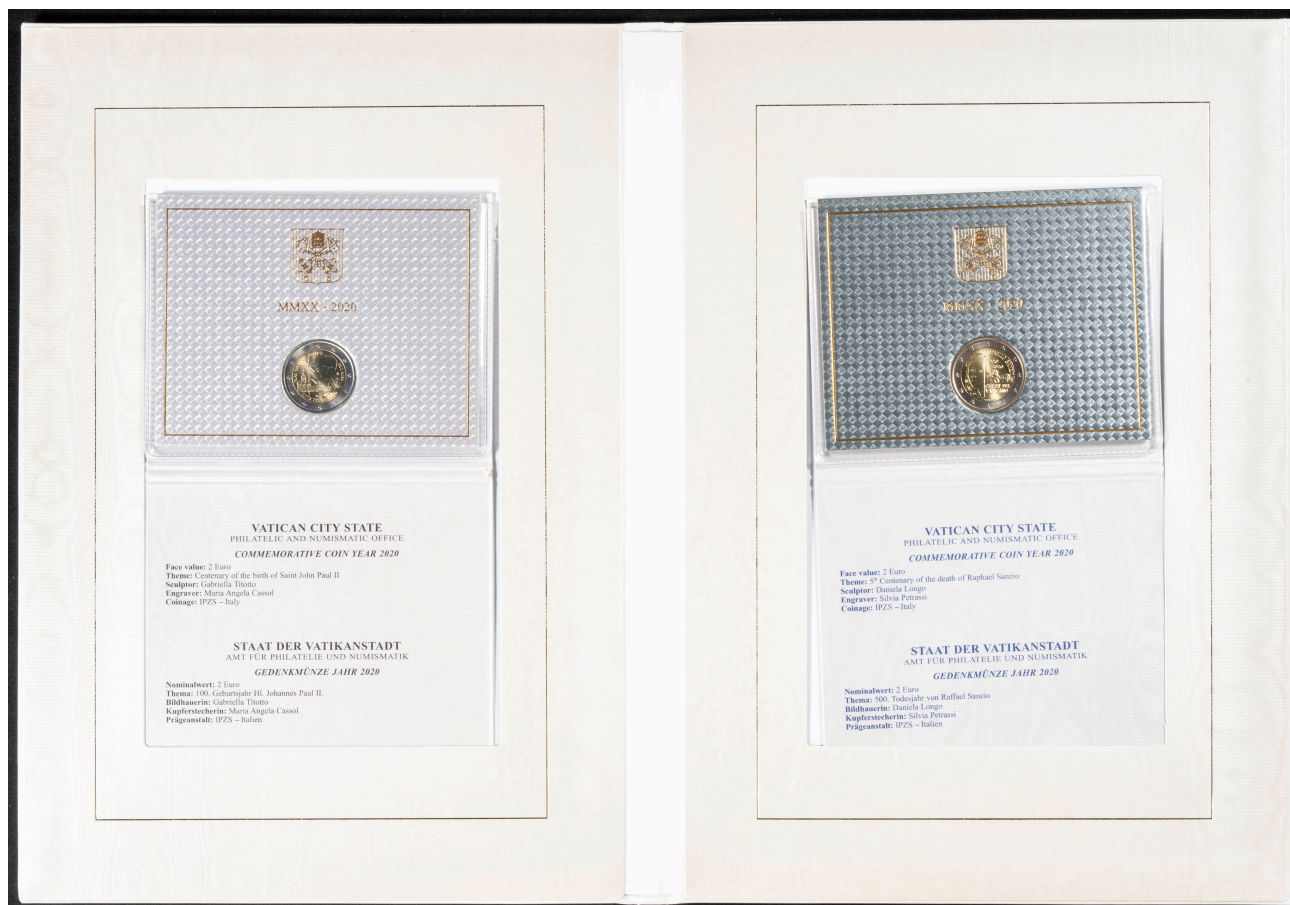 MMXX - 2020
VATICAN CITY STATE
PHILATELIC AND NUMISMATIC OFFICE
COMMEMORATIVE COIN YEAR 2020
Face value: 2 Euro
Theme: Centenary of the birth of Saint John Paul II
Sculptor: Gabriella Titotto
Engraver: Maria Angela Cassol
Coinage: IPZS – Italy
STAAT DER VATIKANSTADT
AMT FÜR PHILATELIE UND NUMISMATIK
GEDENKMÜNZE JAHR 2020
Nominalwert: 2 Euro
Thema: 100. Geburtsjahr Hl. Johannes Paul II.
Bildhauerin: Gabriella Titotto
Kupferstecherin: Maria Angela Cassol
Prägeanstalt: IPZS – Italien
MMXX - 2020
VATICAN CITY STATE
PHILATELIC AND NUMISMATIC OFFICE
COMMEMORATIVE COIN YEAR 2020
Face value: 2 Euro
Theme: 5th Centenary of the death of Raphael Sanzio
Sculptor: Daniela Longo
Engraver: Silvia Petrassi
Coinage: IPZS – Italy
STAAT DER VATIKANSTADT
AMT FÜR PHILATELIE UND NUMISMATIK
GEDENKMÜNZE JAHR 2020
Nominalwert: 2 Euro
Thema: 500. Todesjahr von Raffael Sanzio
Bildhauerin: Daniela Longo
Kupferstecherin: Silvia Petrassi
Prägeanstalt: IPZS – Italien